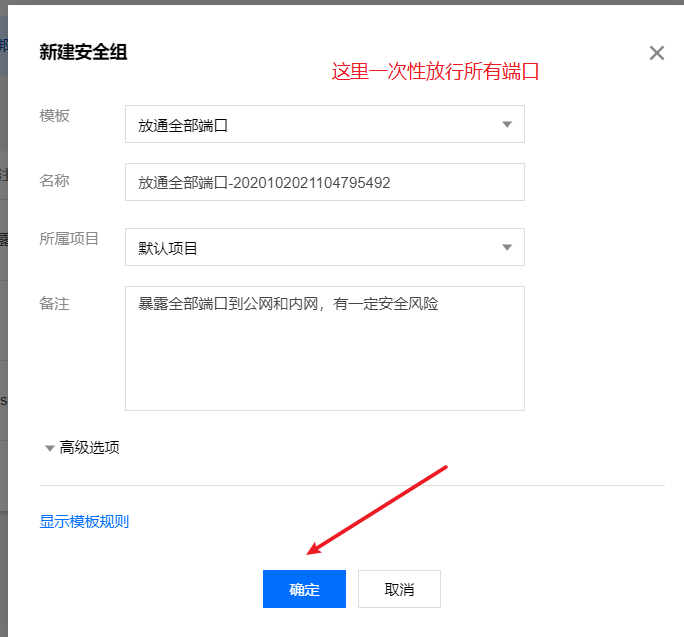 新建安全组
这里一次性放行所有端口
模板
放通全部端口
名称
放通全部端口-2020102021104795492
所属项目
默认项目
备注
暴露全部端口到公网和内网，有一定安全风险
高级选项
显示模板规则
确定
取消